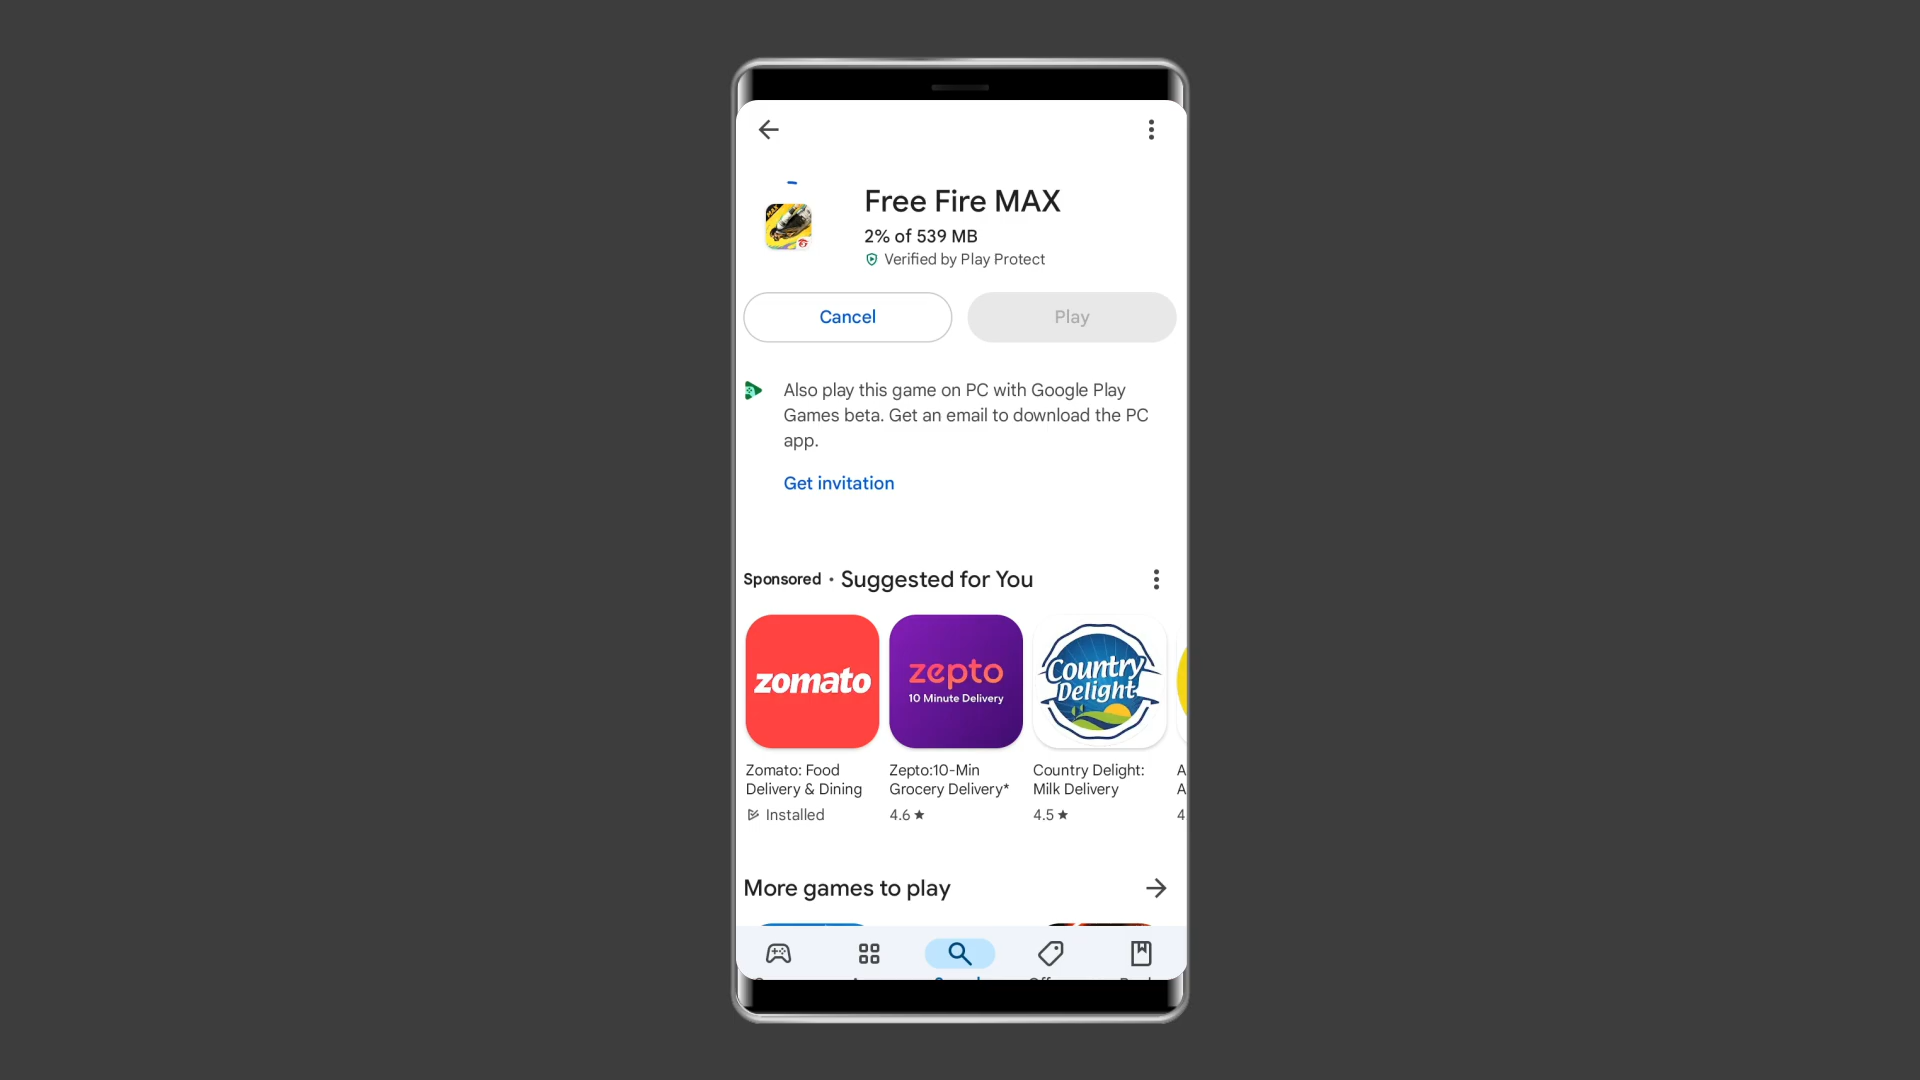 Free Fire MAX
2% of 539 MB
Verified by Play Protect
Cancel
Play
Also play this game on PC with Google Play
Games beta. Get an email to download the PC
app.
Get invitation
Sponsored • Suggested for You
zomato
zepto
10 Minute Delivery
Country
Delight
Zomato: Food
Delivery & Dining
Installed
Zepto:10-Min
Grocery Delivery*
4.6 ★
Country Delight:
Milk Delivery
4.5 ★
A
A
4
More games to play